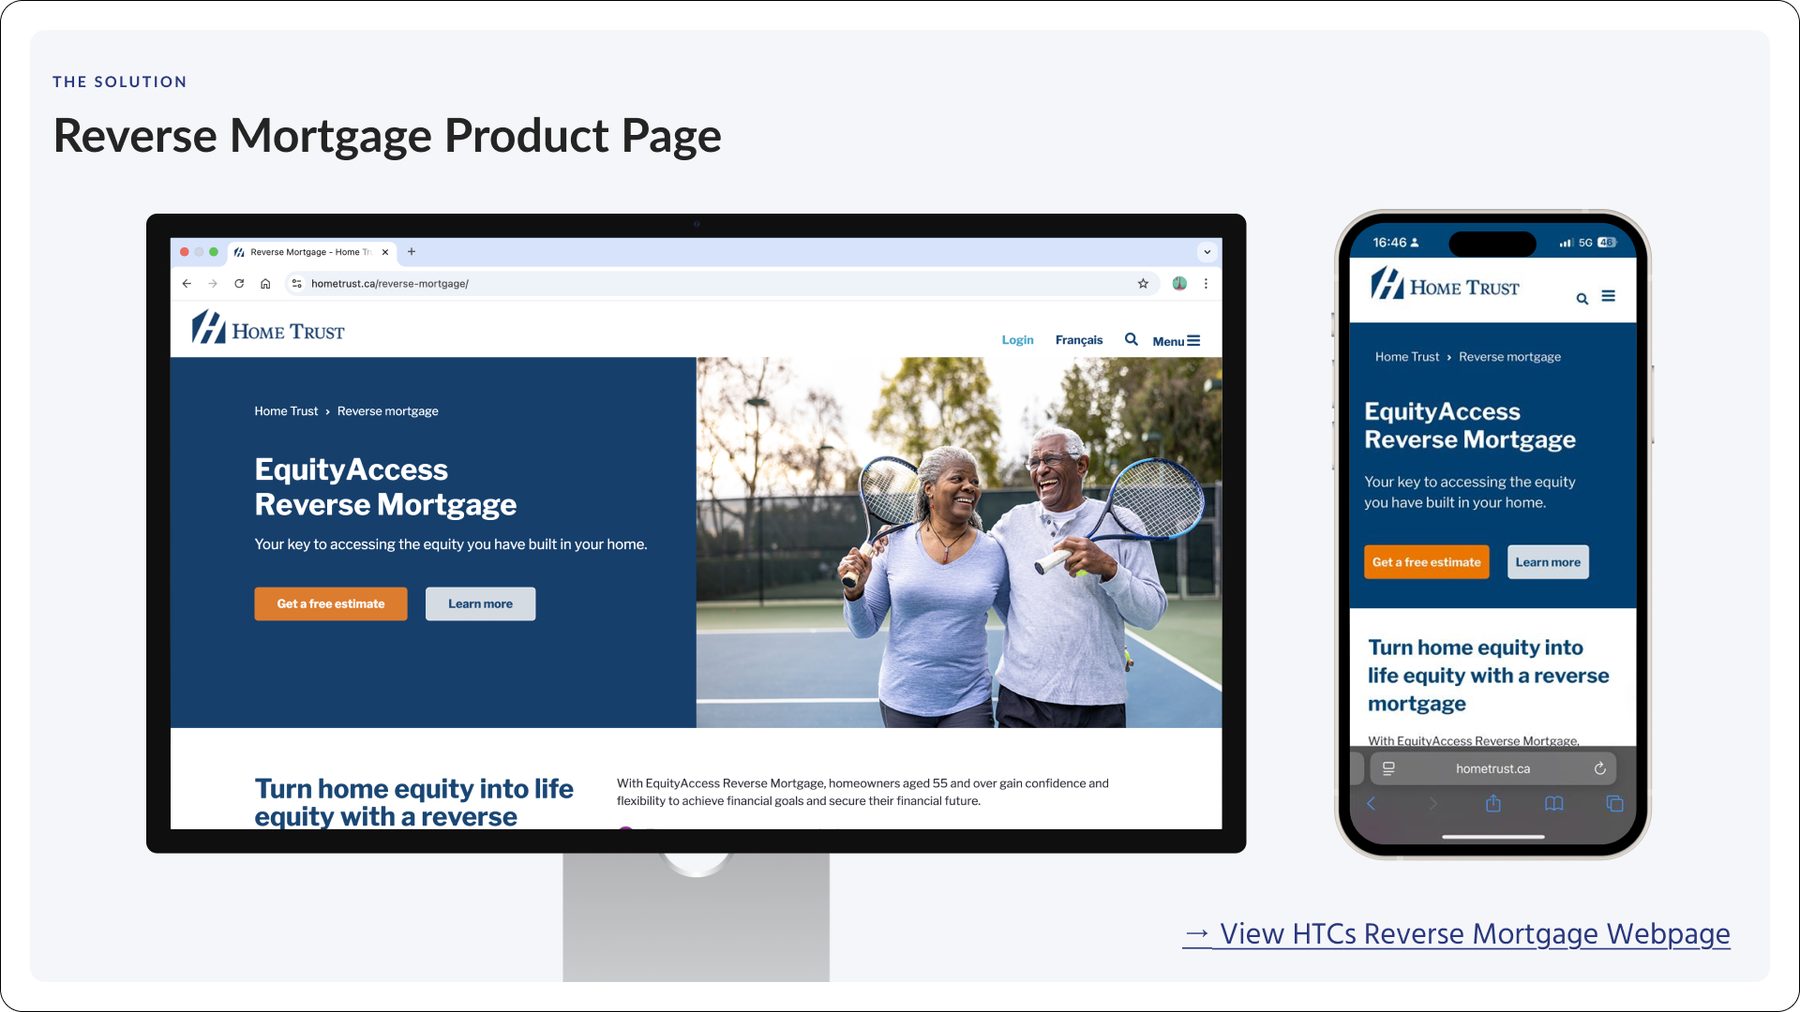 THE SOLUTION
Reverse Mortgage Product Page
Reverse Mortgage - Home Tr
hometrust.ca/reverse-mortgage/
HOME TRUST
Login Français Menu
Home Trust › Reverse mortgage
EquityAccess
Reverse Mortgage
Your key to accessing the equity you have built in your home.
Get a free estimate Learn more
Turn home equity into life
equity with a reverse
With EquityAccess Reverse Mortgage, homeowners aged 55 and over gain confidence and
flexibility to achieve financial goals and secure their financial future.
16:46 5G 46
HOME TRUST
Home Trust › Reverse mortgage
EquityAccess
Reverse Mortgage
Your key to accessing the equity
you have built in your home.
Get a free estimate Learn more
Turn home equity into
life equity with a reverse
mortgage
With EquityAccess Reverse Mortgage,
hometrust.ca
→ View HTCs Reverse Mortgage Webpage